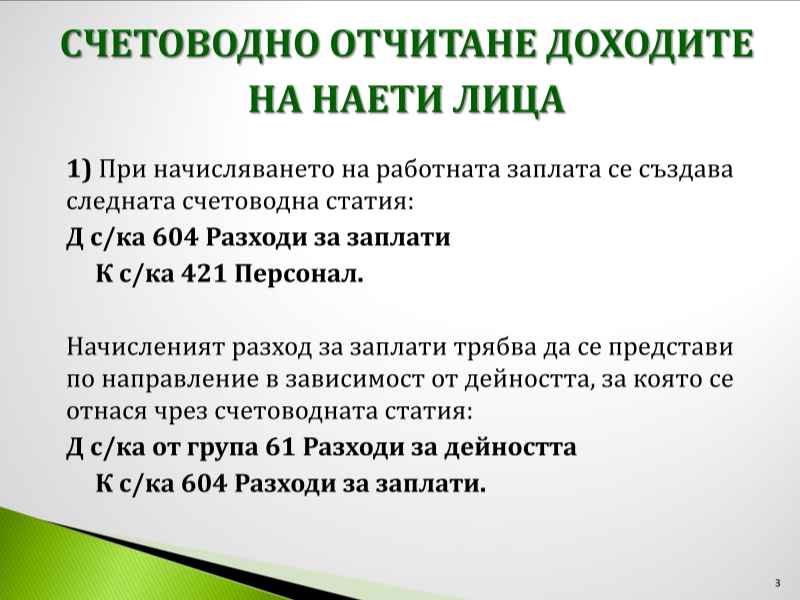 СЧЕТОВОДНО ОТЧИТАНЕ ДОХОДИТЕ
НА НАЕТИ ЛИЦА
1) При начисляването на работната заплата се създава
следната счетоводна статия:
Д с/ка 604 Разходи за заплати
К с/ка 421 Персонал.
Начисленият разход за заплати трябва да се представи
по направление в зависимост от дейността, за която се
отнася чрез счетоводната статия:
Д с/ка от група 61 Разходи за дейността
К с/ка 604 Разходи за заплати.
3